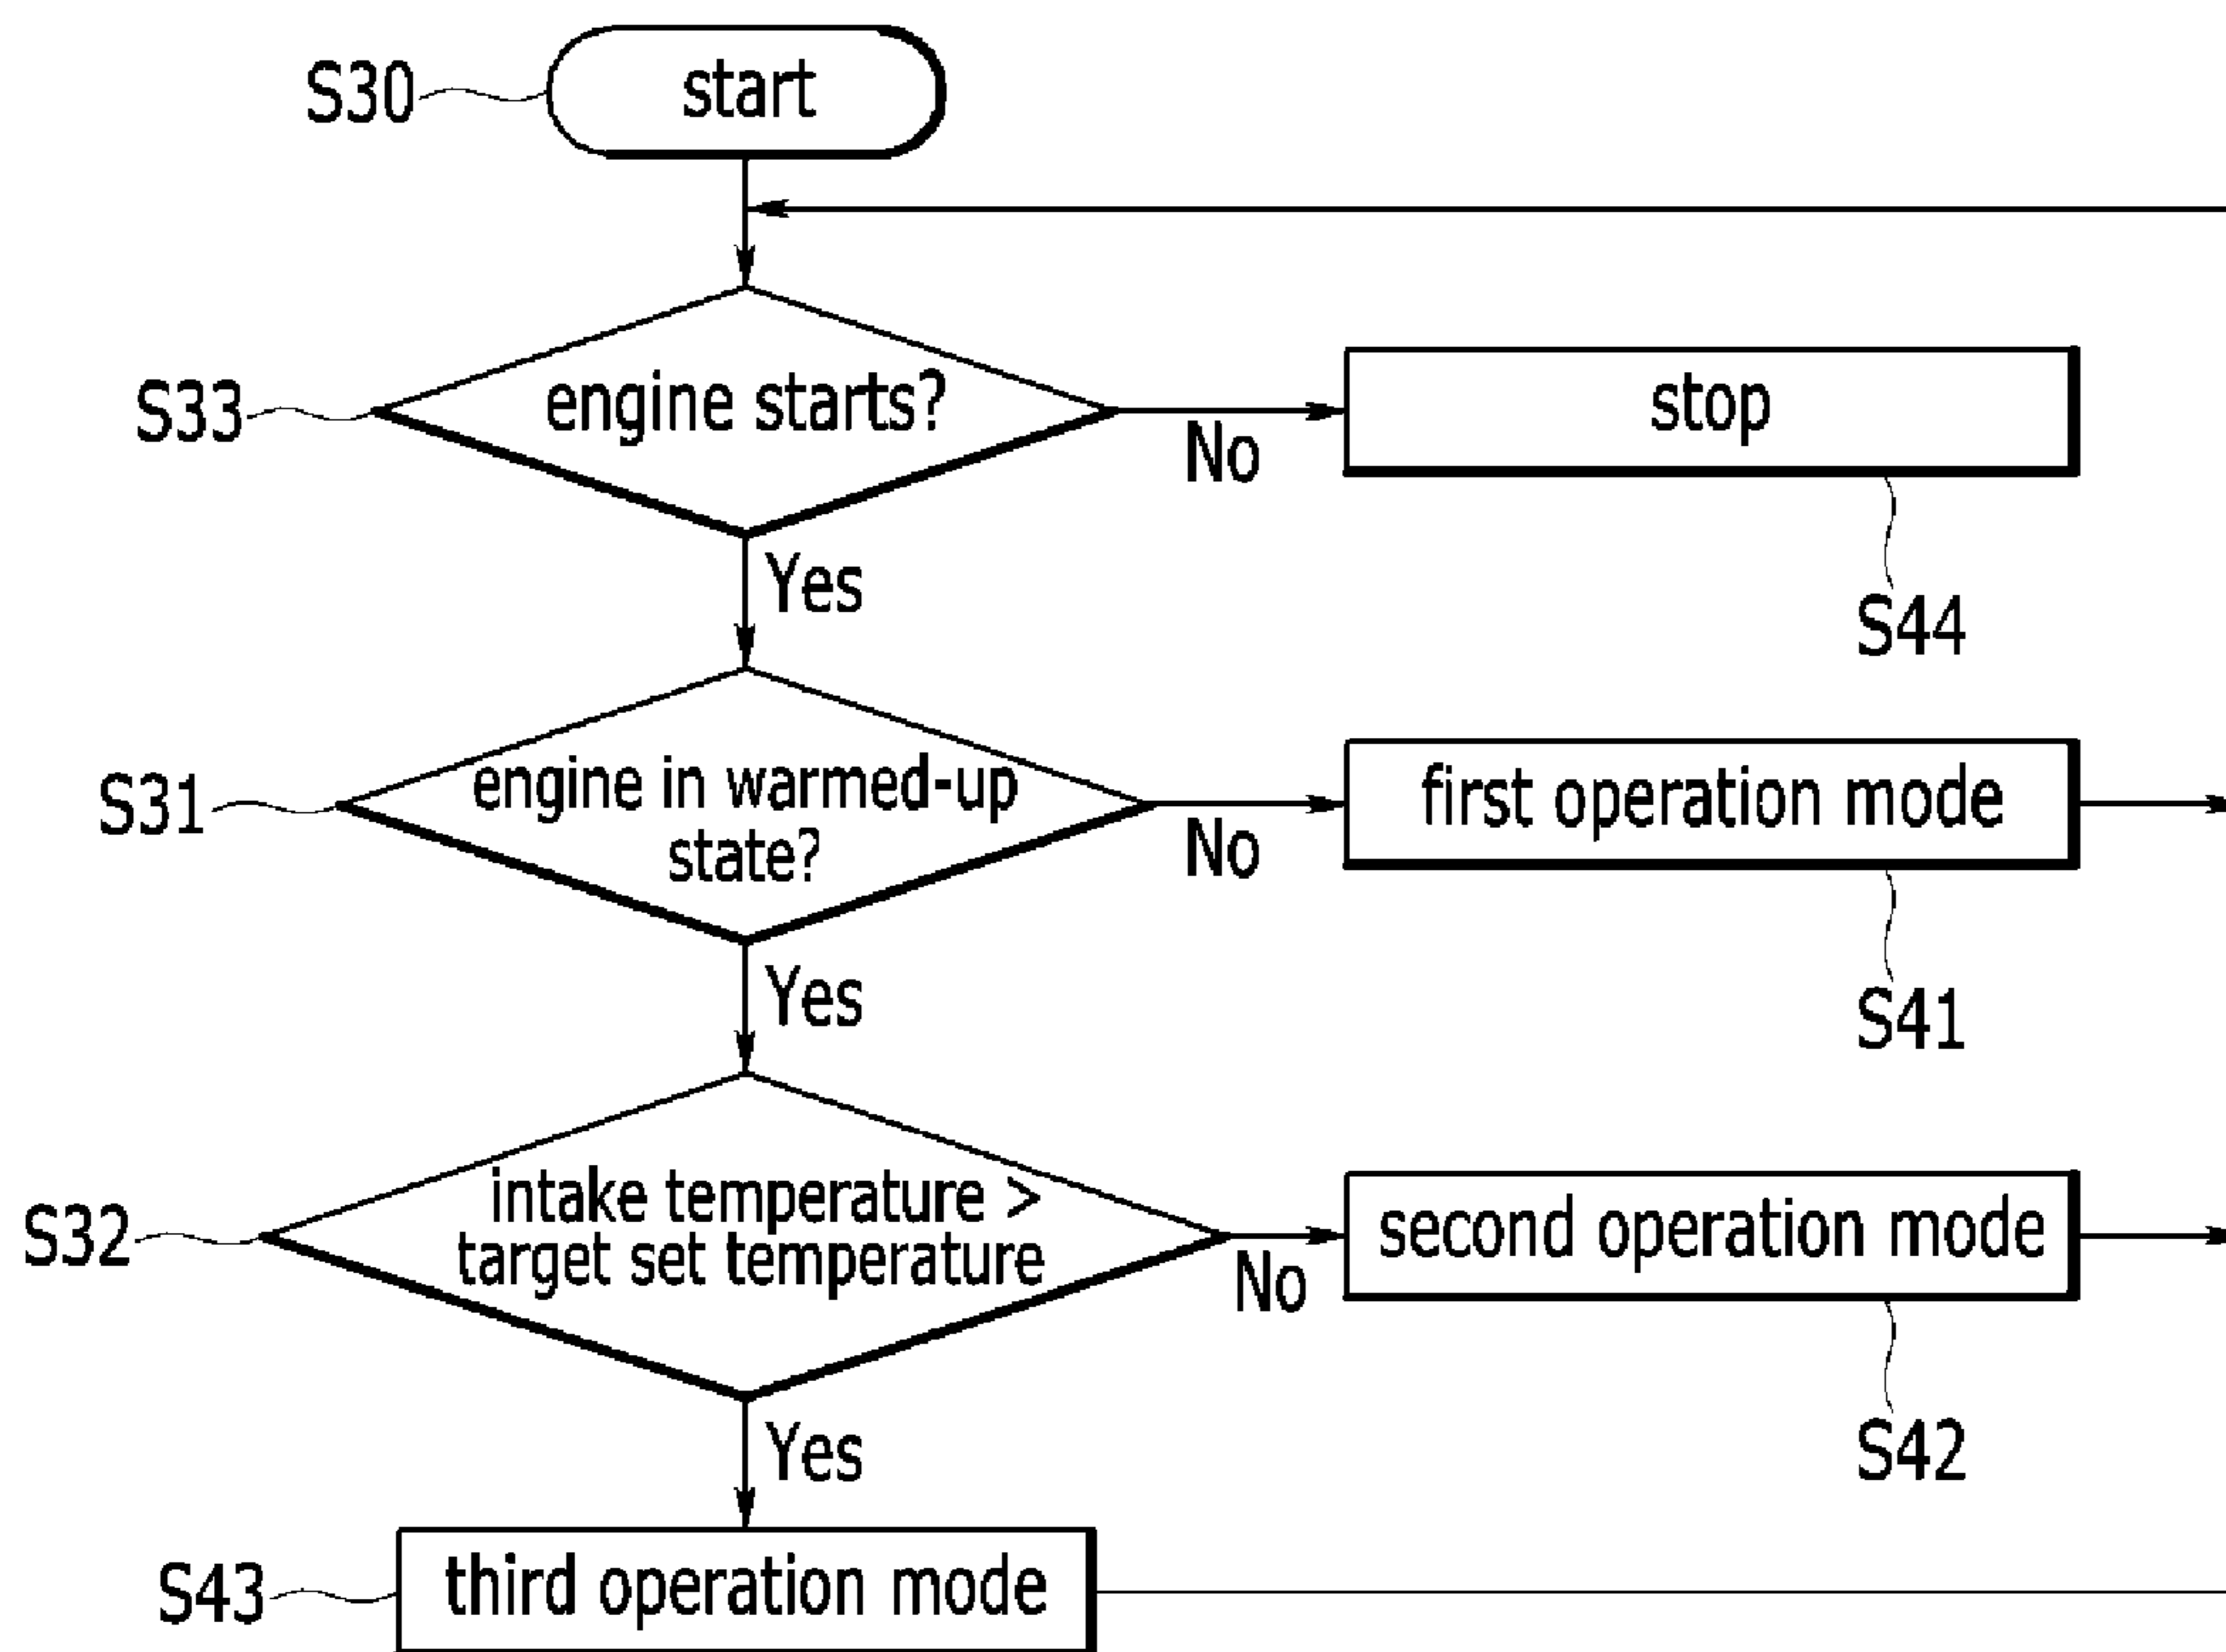 S30
start
S33
engine starts?
No
stop
S44
Yes
S31
engine in warmed-up
state?
No
first operation mode
S41
Yes
S32
intake temperature >
target set temperature
No
second operation mode
S42
Yes
S43
third operation mode